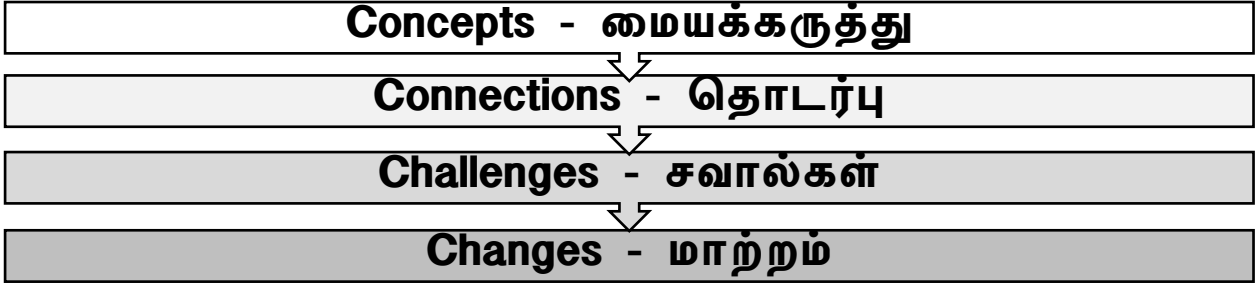 Concepts - மையக்கருத்து
Connections - தொடர்பு
Challenges - சவால்கள்
Changes - மாற்றம்